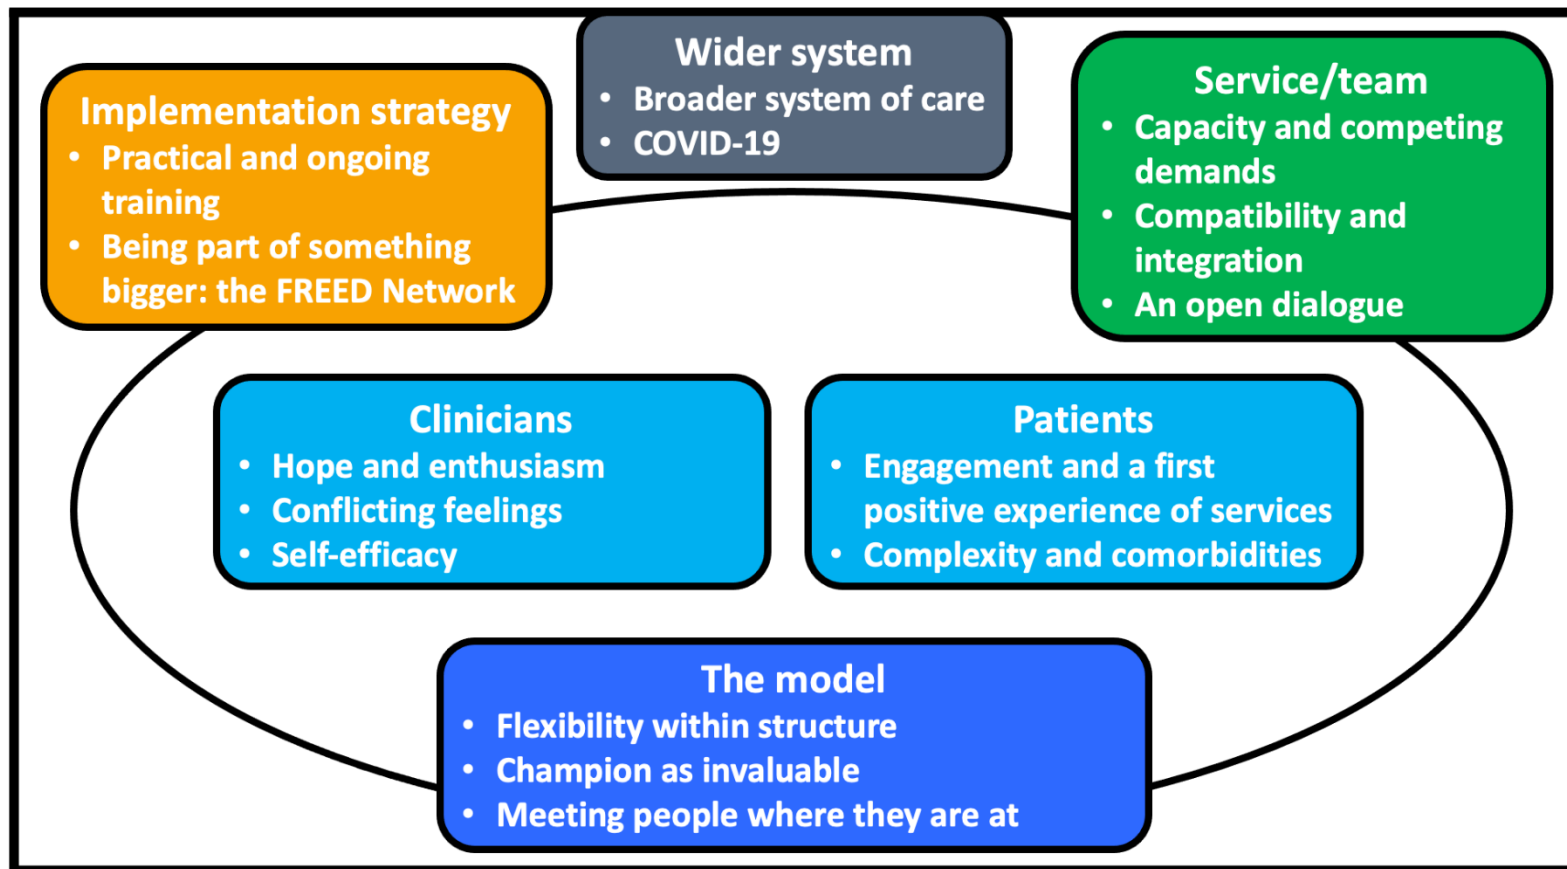 Wider system
• Broader system of care
• COVID-19
Implementation strategy
• Practical and ongoing
training
• Being part of something
bigger: the FREED Network
Service/team
• Capacity and competing
demands
• Compatibility and
integration
• An open dialogue
Clinicians
• Hope and enthusiasm
• Conflicting feelings
• Self-efficacy
Patients
• Engagement and a first
positive experience of services
• Complexity and comorbidities
The model
• Flexibility within structure
• Champion as invaluable
• Meeting people where they are at